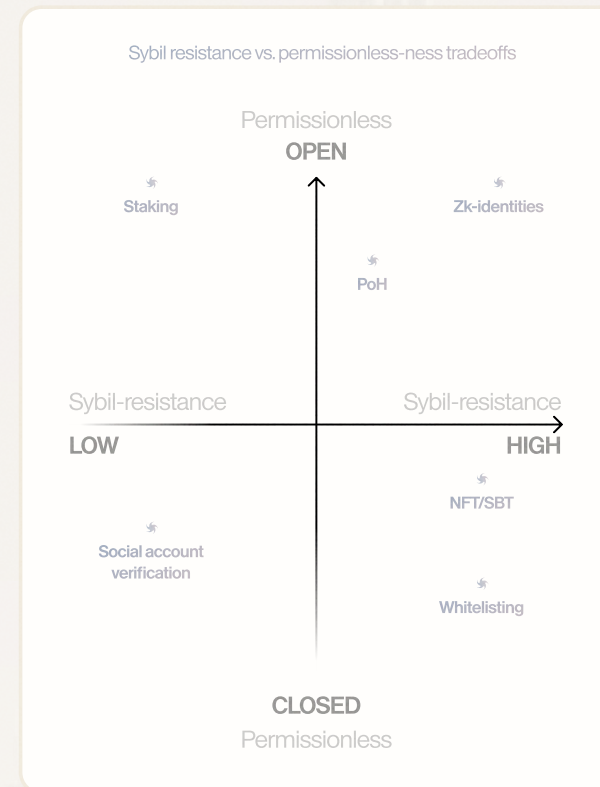 Sybil resistance vs. permissionless-ness tradeoffs
Permissionless
OPEN
Staking
Zk-identities
PoH
Sybil-resistance
Sybil-resistance
LOW
HIGH
NFT/SBT
Social account
verification
Whitelisting
CLOSED
Permissionless